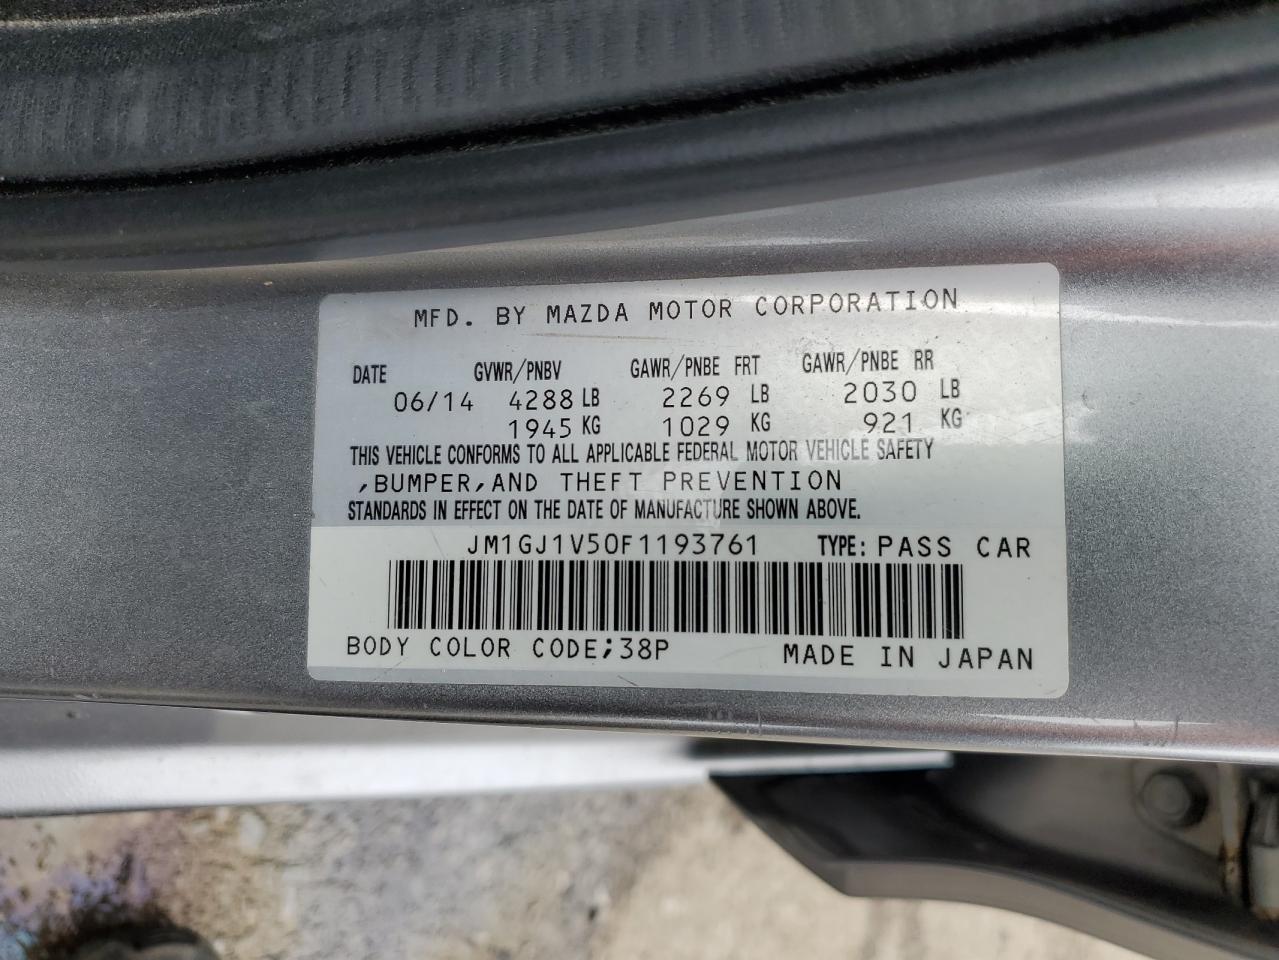 MFD. BY MAZDA MOTOR CORPORATION
DATE GVWR/PNBV GAWR/PNBE FRT GAWR/PNBE RR
06/14 4288 LB 2269 LB 2030 LB
1945 KG 1029 KG 921 KG
THIS VEHICLE CONFORMS TO ALL APPLICABLE FEDERAL MOTOR VEHICLE SAFETY
,BUMPER,AND THEFT PREVENTION
STANDARDS IN EFFECT ON THE DATE OF MANUFACTURE SHOWN ABOVE.
JM1GJ1V50F1193761 TYPE: PASS CAR
BODY COLOR CODE;38P MADE IN JAPAN